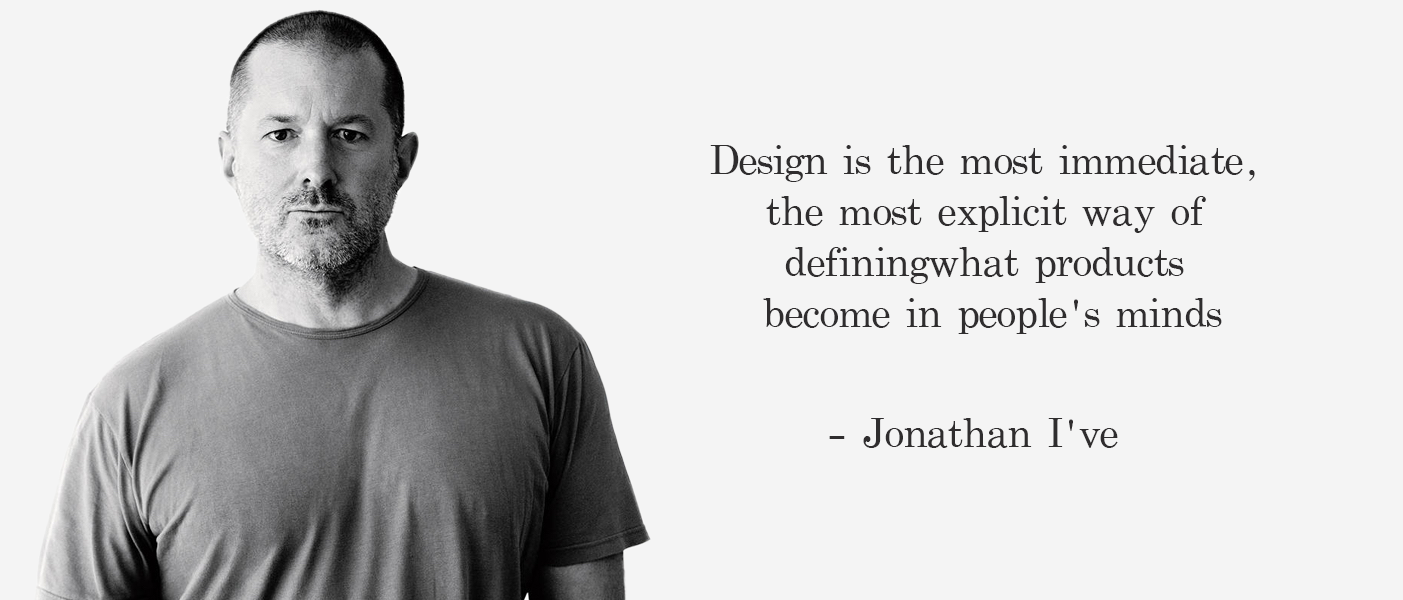 Design is the most immediate,
the most explicit way of
definingwhat products
become in people's minds
- Jonathan I've